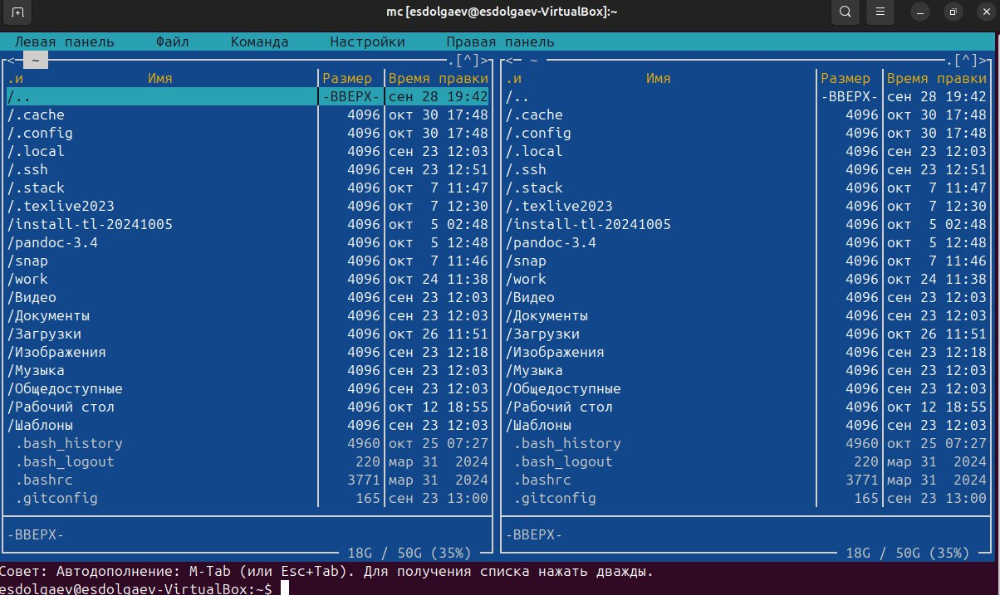 mc [esdolgaev@esdolgaev-VirtualBox]:~
Левая панель Файл Команда Настройки Правая панель
<─ ~ ─.[^]>
.и Имя Размер Время правки
/.. -ВВЕРХ- сен 28 19:42
/.cache 4096 окт 30 17:48
/.config 4096 окт 30 17:48
/.local 4096 сен 23 12:03
/.ssh 4096 сен 23 12:51
/.stack 4096 окт 7 11:47
/.texlive2023 4096 окт 7 12:30
/install-tl-20241005 4096 окт 5 02:48
/pandoc-3.4 4096 окт 5 12:48
/snap 4096 окт 7 11:46
/work 4096 окт 24 11:38
/Видео 4096 сен 23 12:03
/Документы 4096 сен 23 12:03
/Загрузки 4096 окт 26 11:51
/Изображения 4096 сен 23 12:18
/Музыка 4096 сен 23 12:03
/Общедоступные 4096 сен 23 12:03
/Рабочий стол 4096 окт 12 18:55
/Шаблоны 4096 сен 23 12:03
.bash_history 4960 окт 25 07:27
.bash_logout 220 мар 31 2024
.bashrc 3771 мар 31 2024
.gitconfig 165 сен 23 13:00
-ВВЕРХ-
18G / 50G (35%)
<─ ~ ─.[^]>
.и Имя Размер Время правки
/.. -ВВЕРХ- сен 28 19:42
/.cache 4096 окт 30 17:48
/.config 4096 окт 30 17:48
/.local 4096 сен 23 12:03
/.ssh 4096 сен 23 12:51
/.stack 4096 окт 7 11:47
/.texlive2023 4096 окт 7 12:30
/install-tl-20241005 4096 окт 5 02:48
/pandoc-3.4 4096 окт 5 12:48
/snap 4096 окт 7 11:46
/work 4096 окт 24 11:38
/Видео 4096 сен 23 12:03
/Документы 4096 сен 23 12:03
/Загрузки 4096 окт 26 11:51
/Изображения 4096 сен 23 12:18
/Музыка 4096 сен 23 12:03
/Общедоступные 4096 сен 23 12:03
/Рабочий стол 4096 окт 12 18:55
/Шаблоны 4096 сен 23 12:03
.bash_history 4960 окт 25 07:27
.bash_logout 220 мар 31 2024
.bashrc 3771 мар 31 2024
.gitconfig 165 сен 23 13:00
-ВВЕРХ-
18G / 50G (35%)
Совет: Автодополнение: M-Tab (или Esc+Tab). Для получения списка нажать дважды.
esdolgaev@esdolgaev-VirtualBox:~$